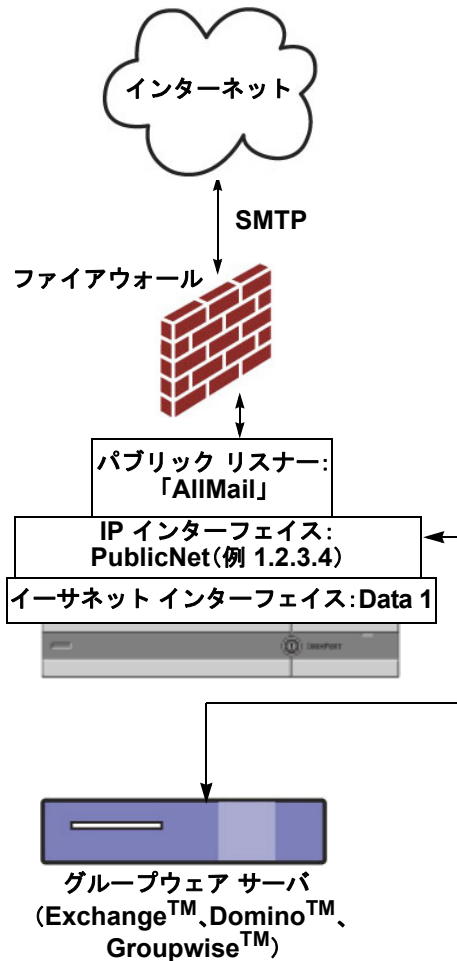 インターネット
SMTP
ファイアウォール
パブリック リスナー:
「AllMail」
IP インターフェイス:
PublicNet(例 1.2.3.4)
イーサネット インターフェイス:Data 1
IRONPORT
グループウェア サーバ
(Exchange™、Domino™、
Groupwise™)